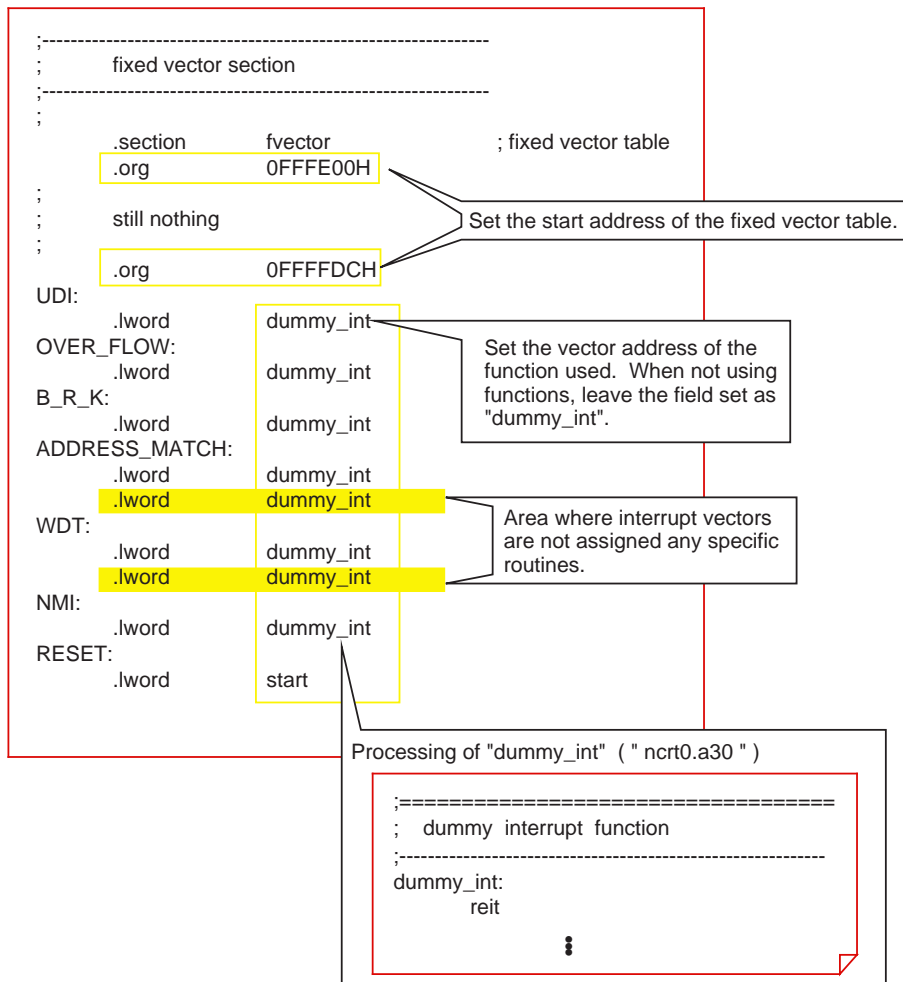 ;---------------------------------------------------------------
;	fixed vector section
;---------------------------------------------------------------
;
	.section	fvector	; fixed vector table
	.org	0FFFE00H
;
;	still nothing
;
	.org	0FFFFDCH
Set the start address of the fixed vector table.
UDI:
	.lword	dummy_int
OVER_FLOW:
	.lword	dummy_int
B_R_K:
	.lword	dummy_int
ADDRESS_MATCH:
	.lword	dummy_int
	.lword	dummy_int
WDT:
	.lword	dummy_int
	.lword	dummy_int
NMI:
	.lword	dummy_int
RESET:
	.lword	start
Set the vector address of the
function used. When not using
functions, leave the field set as
"dummy_int".
Area where interrupt vectors
are not assigned any specific
routines.
Processing of "dummy_int" ( " ncrt0.a30 " )
;===================================
;	dummy interrupt function
;------------------------------------------------------------
dummy_int:
	reit